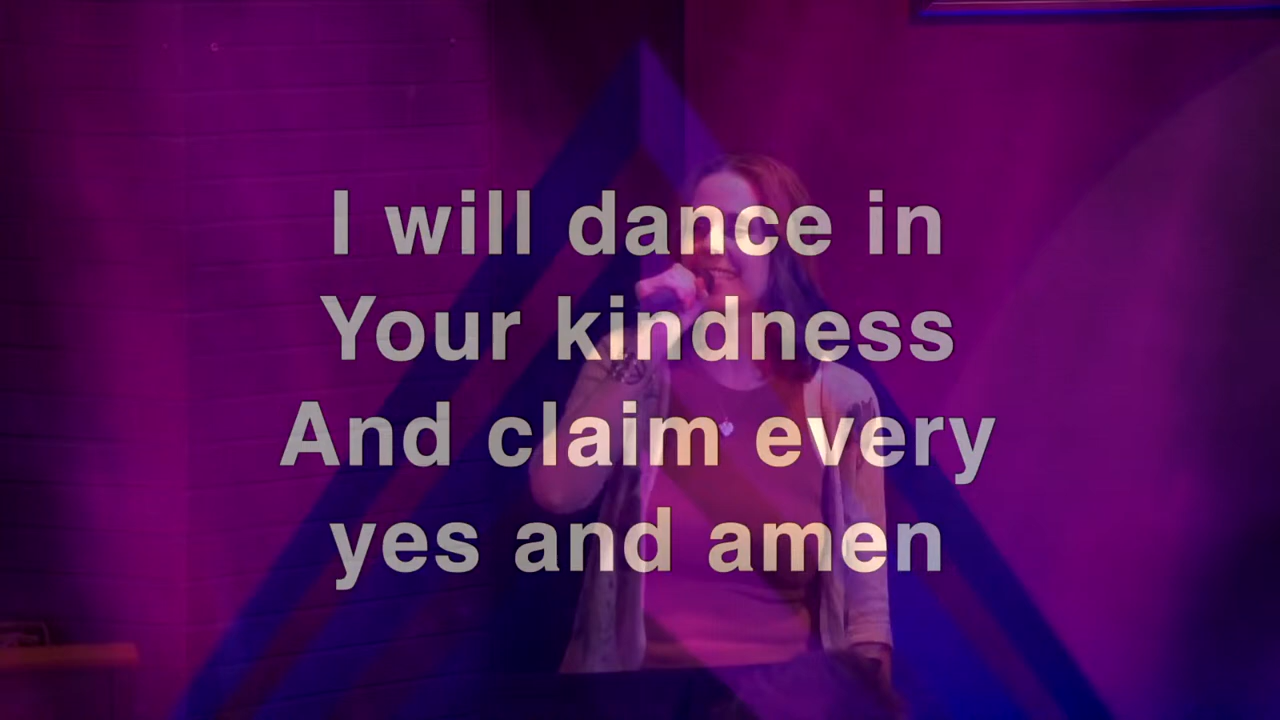 I will dance in
Your kindness
And claim every
yes and amen